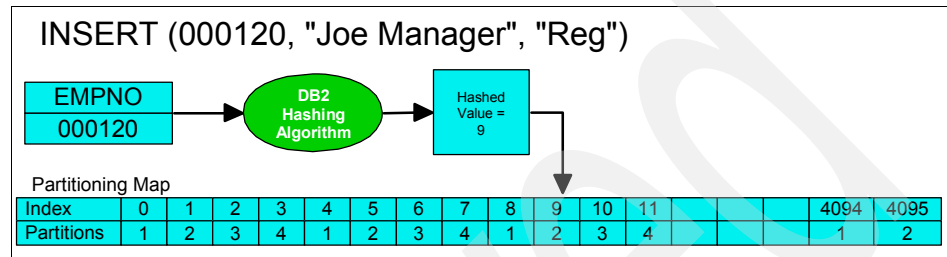 INSERT (000120, "Joe Manager", "Reg")
EMPNO
000120
DB2
Hashing
Algorithm
Hashed
Value =
9
Partitioning Map
Index 0 1 2 3 4 5 6 7 8 9 10 11 4094 4095
Partitions 1 2 3 4 1 2 3 4 1 2 3 4 1 2